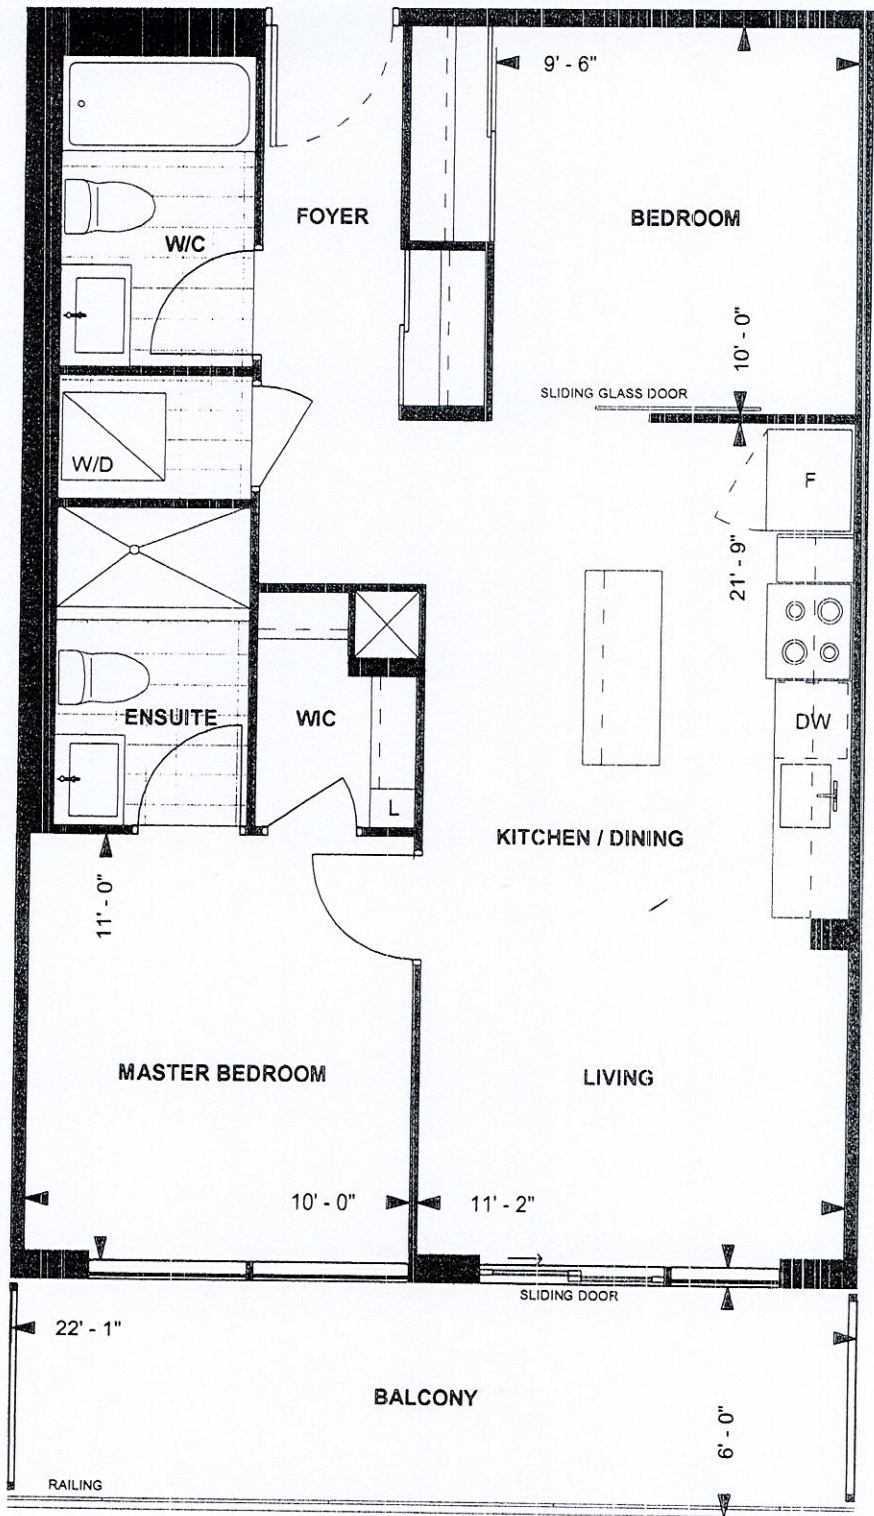 9' - 6"
FOYER
BEDROOM
W/C
10' - 0"
SLIDING GLASS DOOR
W/D
F
21' - 9"
ENSUITE
WIC
DW
L
KITCHEN / DINING
11' - 0"
MASTER BEDROOM
LIVING
10' - 0"
11' - 2"
SLIDING DOOR
22' - 1"
BALCONY
6' - 0"
RAILING